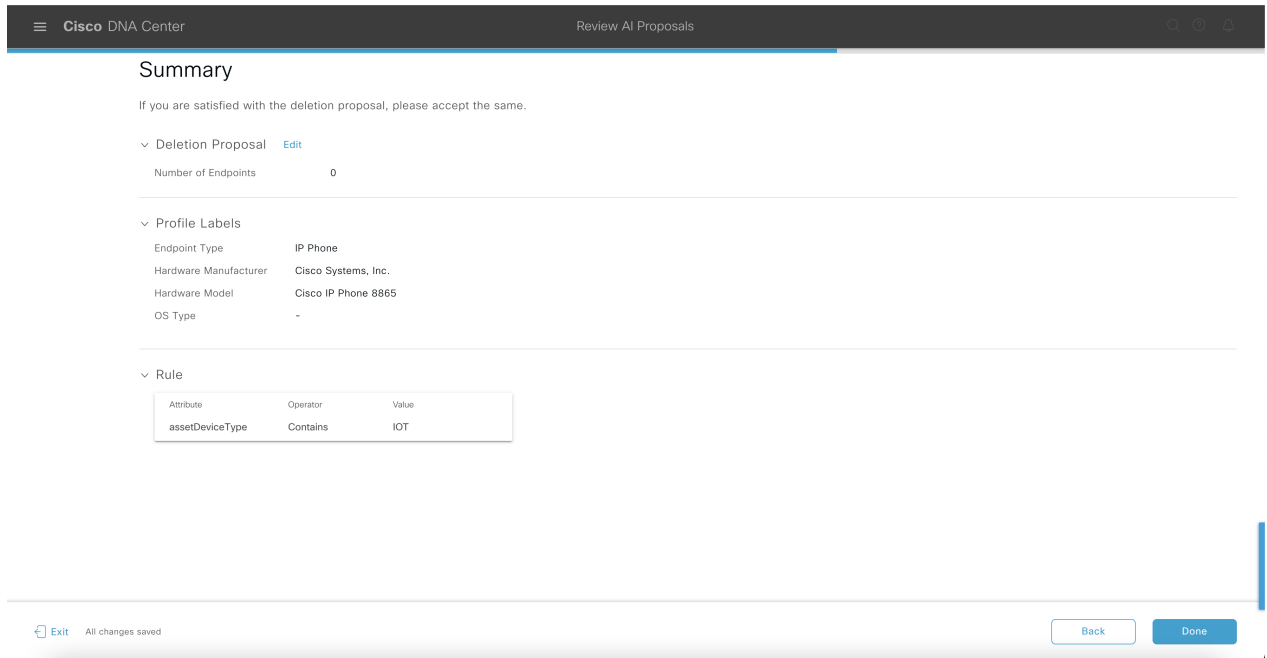 Cisco DNA Center
Review AI Proposals
Summary
If you are satisfied with the deletion proposal, please accept the same.
Deletion Proposal Edit
Number of Endpoints 0
Profile Labels
Endpoint Type IP Phone
Hardware Manufacturer Cisco Systems, Inc.
Hardware Model Cisco IP Phone 8865
OS Type -
Rule
Attribute Operator Value
assetDeviceType Contains IOT
Exit All changes saved Back Done